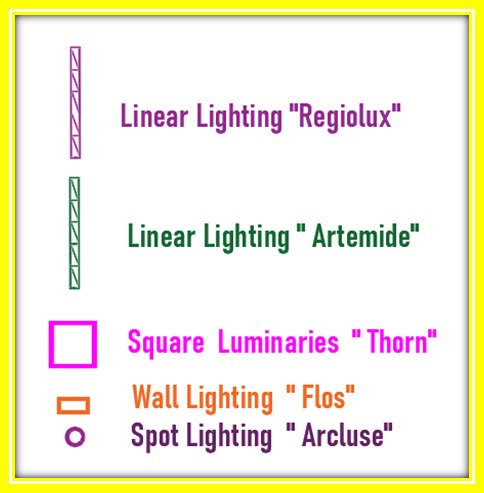 Linear Lighting "Regiolux"
Linear Lighting " Artemide"
Square Luminaries " Thorn"
Wall Lighting " Flos"
Spot Lighting " Arcluse"